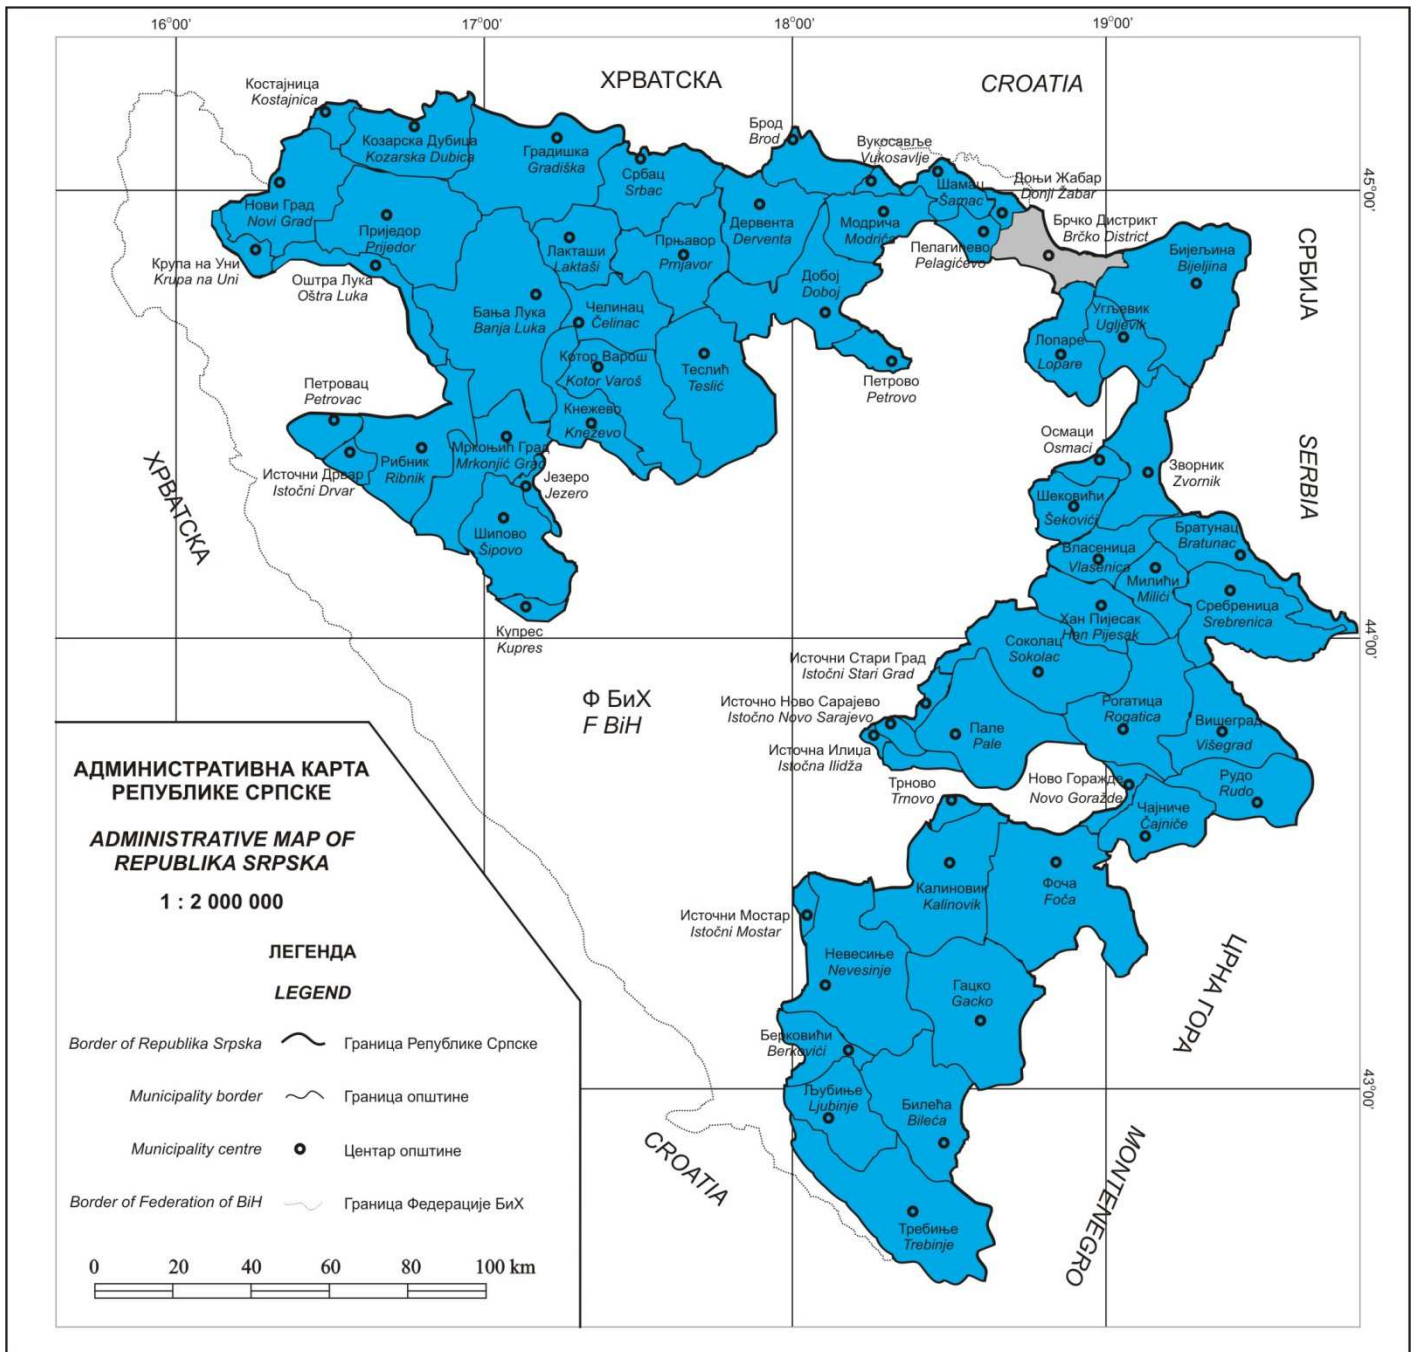 16°00'
17°00'
18°00'
19°00'
ХРВАТСКА
CROATIA
Костајница
Kostajnica
Козарска Дубица
Kozarska Dubica
Градишка
Gradiška
Србац
Srbac
Брод
Brod
Вукосавље
Vukosavlje
Шамац
Šamac
Доњи Жабар
Donji Žabar
45°00'
Брчко Дистрикт
Brčko District
Нови Град
Novi Grad
Приједор
Prijedor
Лакташи
Laktaši
Прњавор
Prnjavor
Дервента
Derventa
Модрича
Modriča
Пелагићево
Pelagićevo
Бијељина
Bijeljina
СРБИЈА
Крупа на Уни
Krupa na Uni
Оштра Лука
Oštra Luka
Бања Лука
Banja Luka
Челинац
Čelinac
Добој
Doboj
Угљевик
Ugljevik
Лопаре
Lopare
Котор Варош
Kotor Varoš
Теслић
Teslić
Петрово
Petrovo
Петровац
Petrovac
Кнежево
Kneževo
Осмаци
Osmaci
Зворник
Zvornik
SERBIA
ХРВАТСКА
Источни Дрвар
Istočni Drvar
Рибник
Ribnik
Мркоњић Град
Mrkonjić Grad
Језеро
Jezero
Шековићи
Šekovići
Шипово
Šipovo
Братунац
Bratunac
Власеница
Vlasenica
Милићи
Milići
Сребреница
Srebrenica
Купрес
Kupres
Хан Пијесак
Han Pijesak
44°00'
Соколац
Sokolac
Источни Стари Град
Istočni Stari Grad
Ф БиХ
F BiH
Источно Ново Сарајево
Istočno Novo Sarajevo
Рогатица
Rogatica
Вишеград
Višegrad
Пале
Pale
Источна Илиџа
Istočna Ilidža
Трново
Trnovo
Ново Горажде
Novo Goražde
Рудо
Rudo
Чајниче
Čajniče
АДМИНИСТРАТИВНА КАРТА
РЕПУБЛИКЕ СРПСКЕ
ADMINISTRATIVE MAP OF
REPUBLIKA SRPSKA
1 : 2 000 000
Калиновик
Kalinovik
Фоча
Foča
Источни Мостар
Istočni Mostar
Невесиње
Nevesinje
Гацко
Gacko
ЦРНА ГОРА
Берковићи
Berkovići
43°00'
Љубиње
Ljubinje
Билећа
Bileća
CROATIA
MONTENEGRO
Требиње
Trebinje
ЛЕГЕНДА
LEGEND
Border of Republika Srpska Граница Републике Српске
Municipality border Граница општине
Municipality centre Центар општине
Border of Federation of BiH Граница Федерације БиХ
0 20 40 60 80 100 km